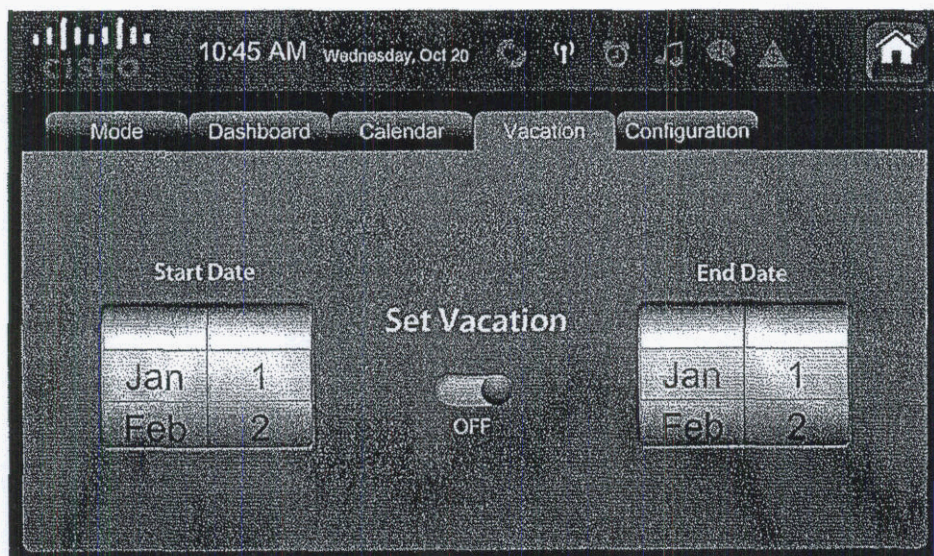 CISCO 10:45 AM Wednesday, Oct 20
Mode Dashboard Calendar Vacation Configuration
Start Date End Date
Set Vacation
Jan 1 Jan 1
Feb 2 OFF Feb 2